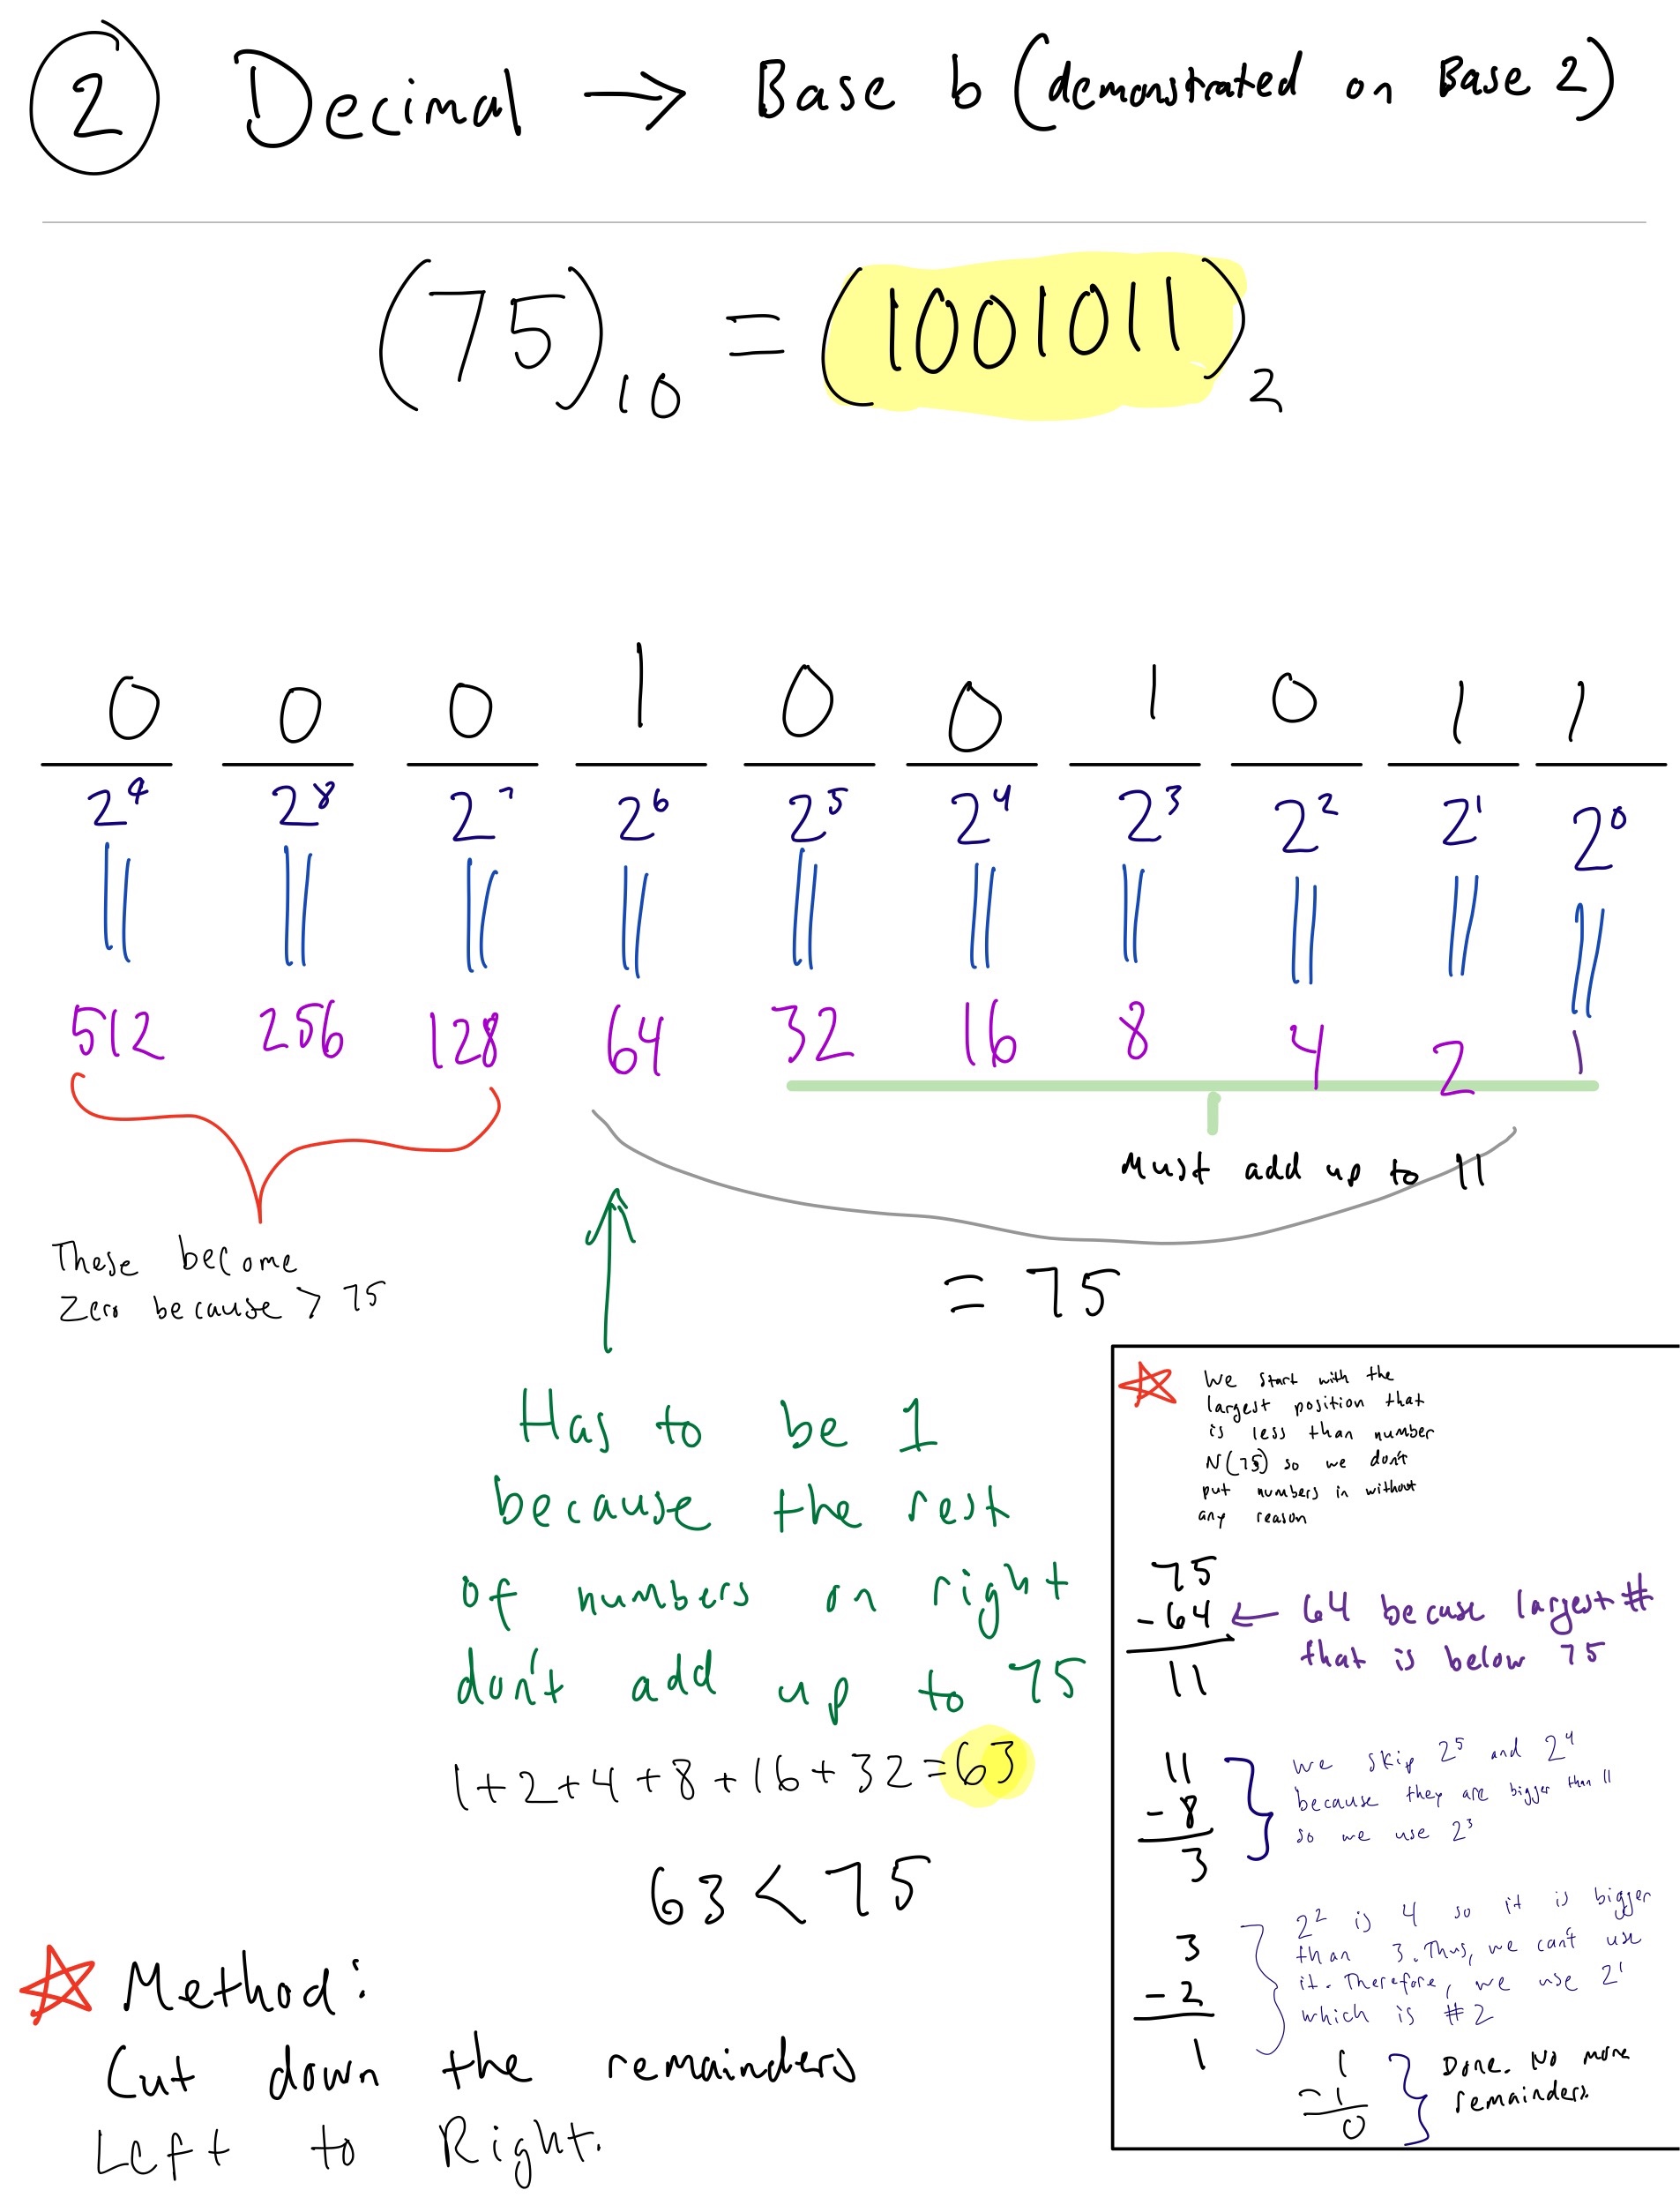 2 Decimal → Base b (demonstrated on Base 2)
(75)10 = (1001011)2
0 0 0 1 0 0 1 0 1 1
2^9 2^8 2^7 2^6 2^5 2^4 2^3 2^2 2^1 2^0
|| || || || || || || || || ||
512 256 128 64 32 16 8 4 2 1
Must add up to 11
These become
Zero because > 75
= 75
Has to be 1
because the rest
of numbers on right
don't add up to 75
1+2+4+8+16+32=63
63 < 75
Method:
Cut down the remainders
Left to Right.
We start with the
largest position that
is less than number
N(75) so we don't
put numbers in without
any reason
75
-64 ← 64 becuse largest #
that is below 75
11
11
-8
3
We skip 2^5 and 2^4
because they are bigger than 11
so we use 2^3
3
-2
1
2^2 is 4 so it is bigger
than 3. Thus, we can't use
it. Therefore, we use 2^1
which is #2
1
-1
0
Done. No more
remainders.